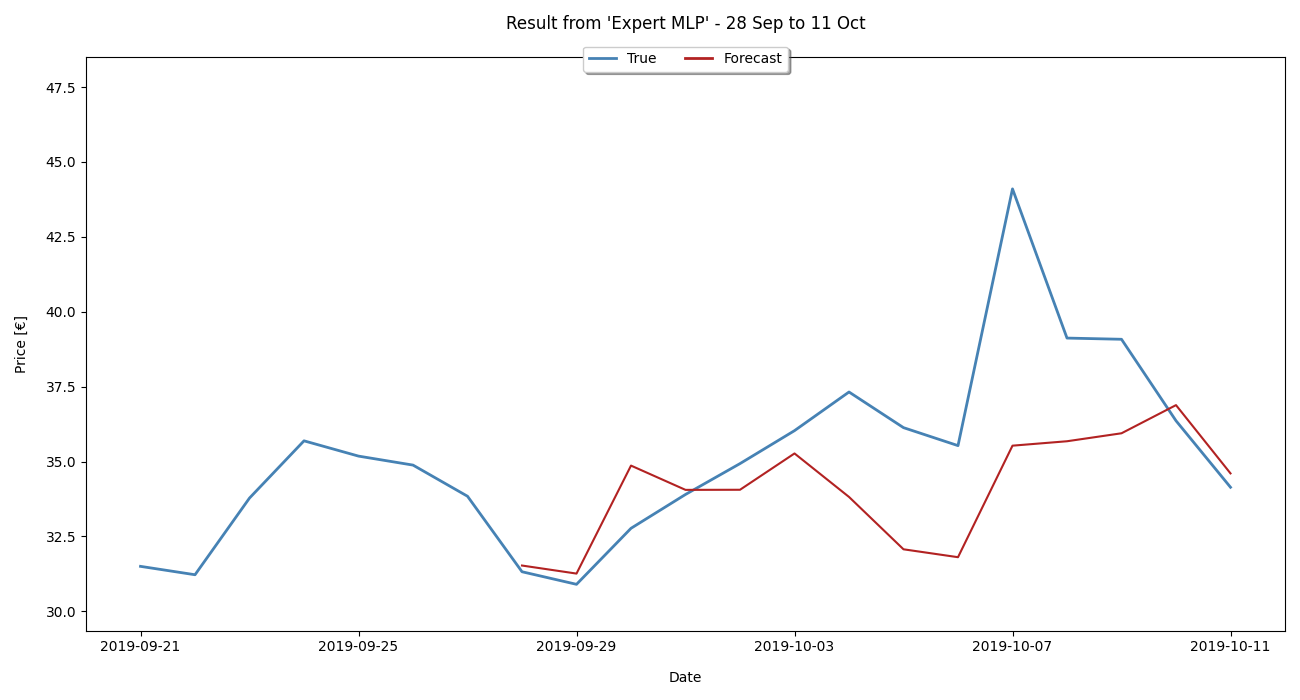 Result from 'Expert MLP' - 28 Sep to 11 Oct
True Forecast
47.5
45.0
42.5
40.0
37.5
35.0
32.5
30.0
Price [€]
2019-09-21 2019-09-25 2019-09-29 2019-10-03 2019-10-07 2019-10-11
Date